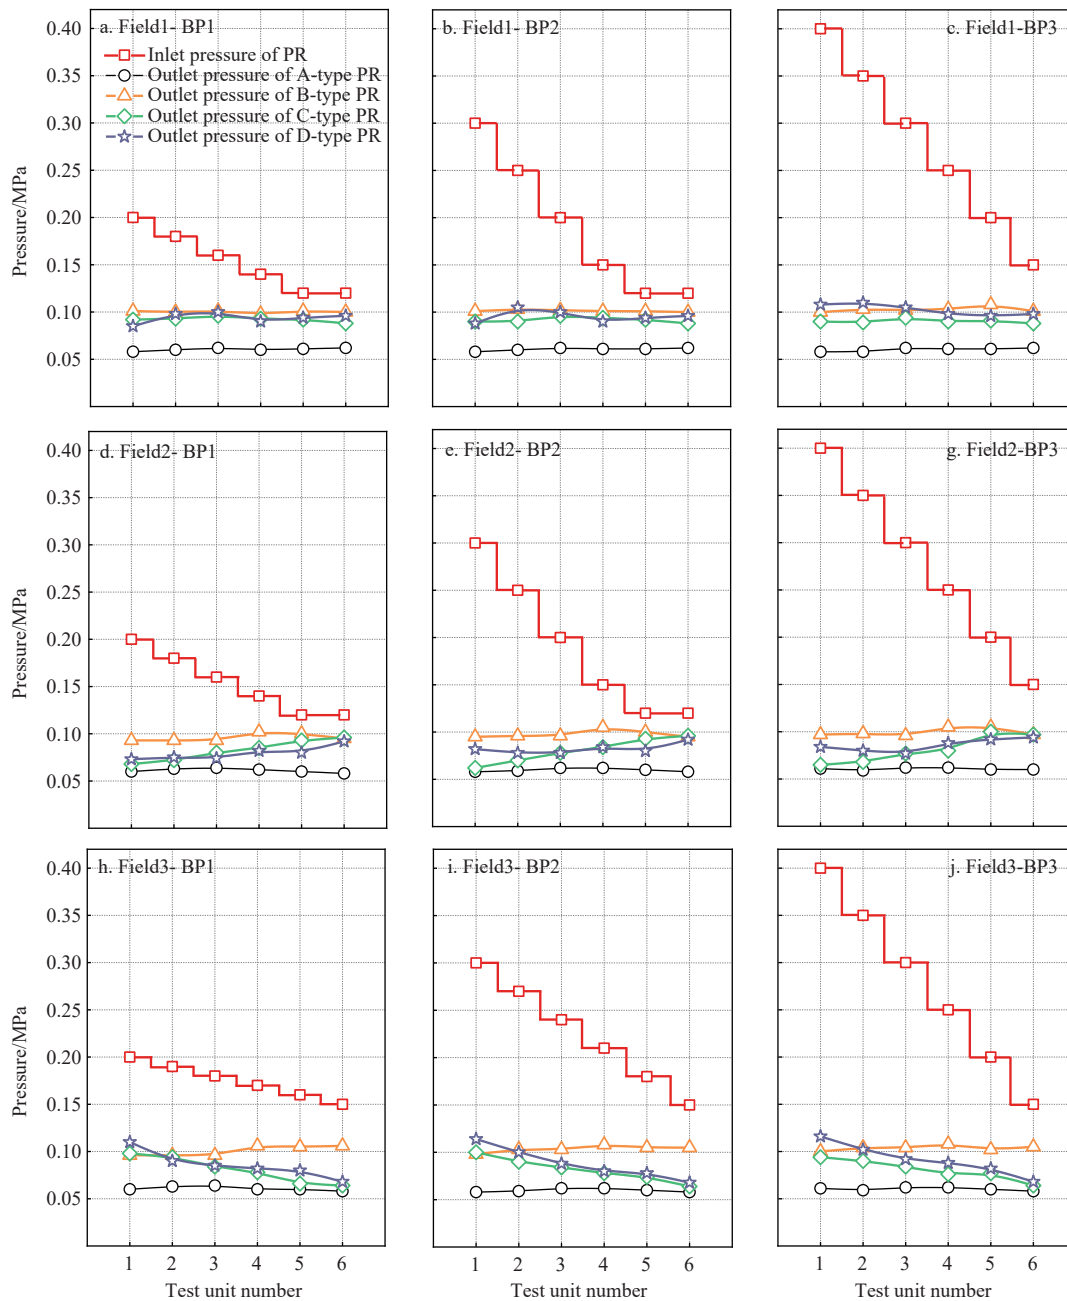 a. Field1- BP1
Inlet pressure of PR
Outlet pressure of A-type PR
Outlet pressure of B-type PR
Outlet pressure of C-type PR
Outlet pressure of D-type PR
b. Field1- BP2
c. Field1-BP3
0.40
0.35
0.30
0.25
0.20
0.15
0.10
0.05
Pressure/MPa
d. Field2- BP1
e. Field2- BP2
g. Field2-BP3
0.40
0.35
0.30
0.25
0.20
0.15
0.10
0.05
Pressure/MPa
h. Field3- BP1
i. Field3- BP2
j. Field3-BP3
0.40
0.35
0.30
0.25
0.20
0.15
0.10
0.05
Pressure/MPa
1 2 3 4 5 6
1 2 3 4 5 6
1 2 3 4 5 6
Test unit number
Test unit number
Test unit number